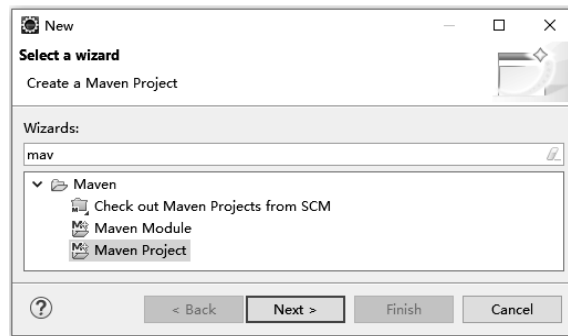 New
Select a wizard
Create a Maven Project
Wizards:
mav
Maven
Check out Maven Projects from SCM
Maven Module
Maven Project
? < Back Next > Finish Cancel